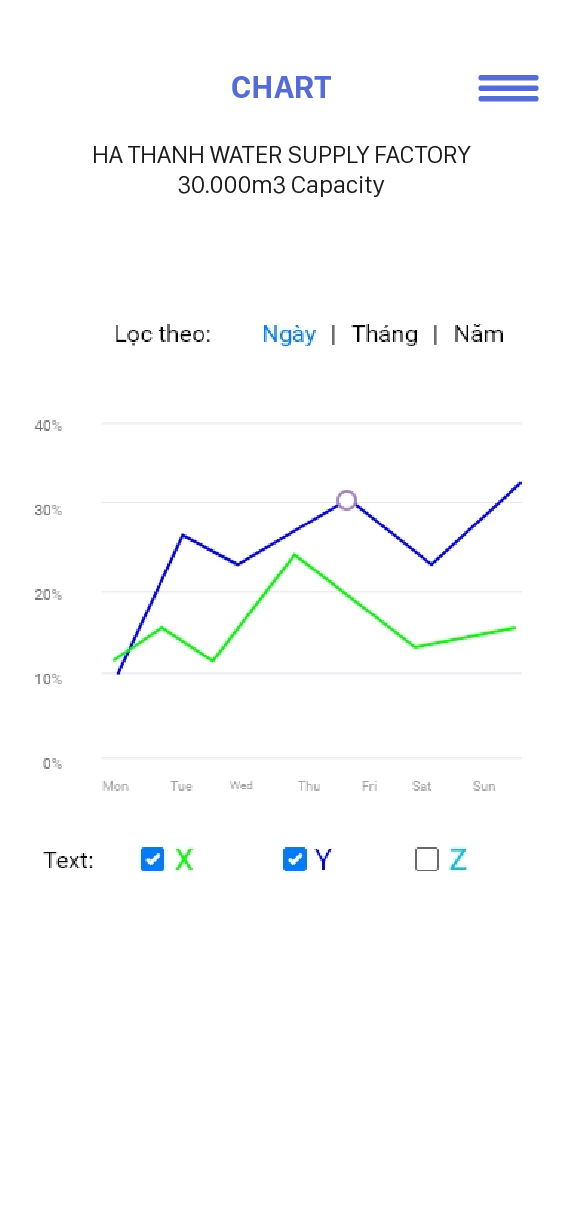 CHART
HA THANH WATER SUPPLY FACTORY
30.000m3 Capacity
Lọc theo: Ngày | Tháng | Năm
40%
30%
20%
10%
0%
Mon Tue Wed Thu Fri Sat Sun
Text: X Y Z